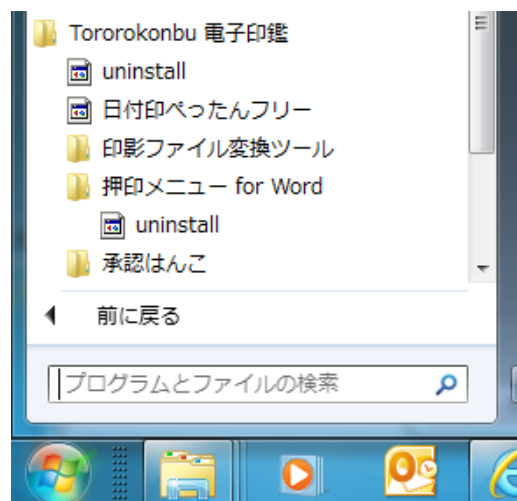 Tororokonbu 電子印鑑
uninstall
日付印ぺったんフリー
印影ファイル変換ツール
押印メニュー for Word
uninstall
承認はんこ
前に戻る
プログラムとファイルの検索